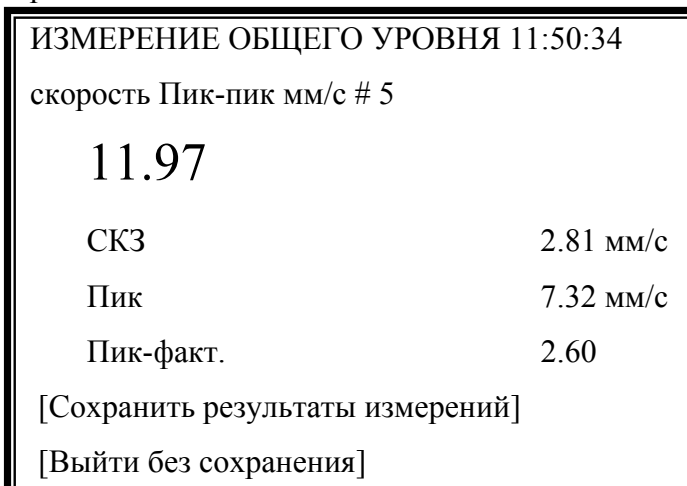 ИЗМЕРЕНИЕ ОБЩЕГО УРОВНЯ 11:50:34
скорость Пик-пик мм/с # 5
11.97
СКЗ 2.81 мм/с
Пик 7.32 мм/с
Пик-факт. 2.60
[Сохранить результаты измерений]
[Выйти без сохранения]